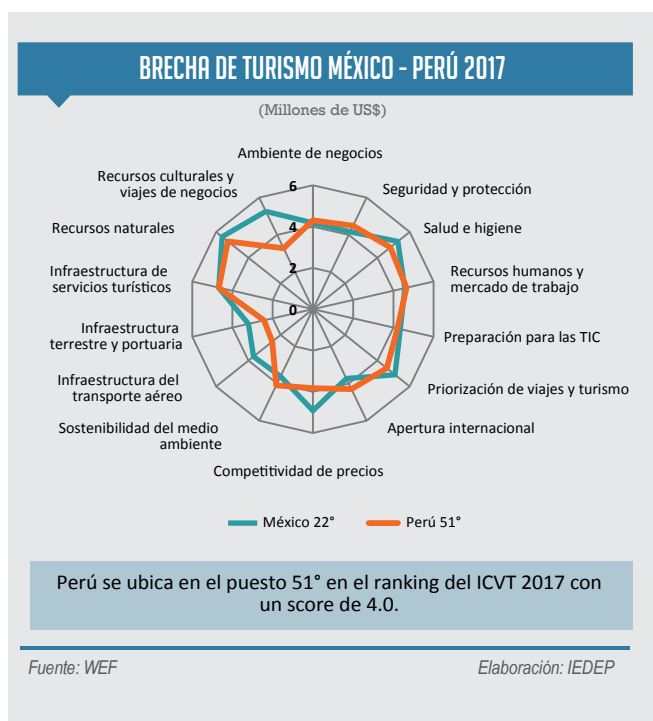 BRECHA DE TURISMO MÉXICO - PERÚ 2017
(Millones de US$)
Ambiente de negocios
Recursos culturales y
viajes de negocios
Seguridad y protección
Recursos naturales
Salud e higiene
Infraestructura de
servicios turísticos
Recursos humanos y
mercado de trabajo
Infraestructura
terrestre y portuaria
Preparación para las TIC
Infraestructura del
transporte aéreo
Priorización de viajes y turismo
Sostenibilidad del medio
ambiente
Apertura internacional
Competitividad de precios
6
4
2
0
México 22°
Perú 51°
Perú se ubica en el puesto 51° en el ranking del ICVT 2017 con
un score de 4.0.
Fuente: WEF
Elaboración: IEDEP